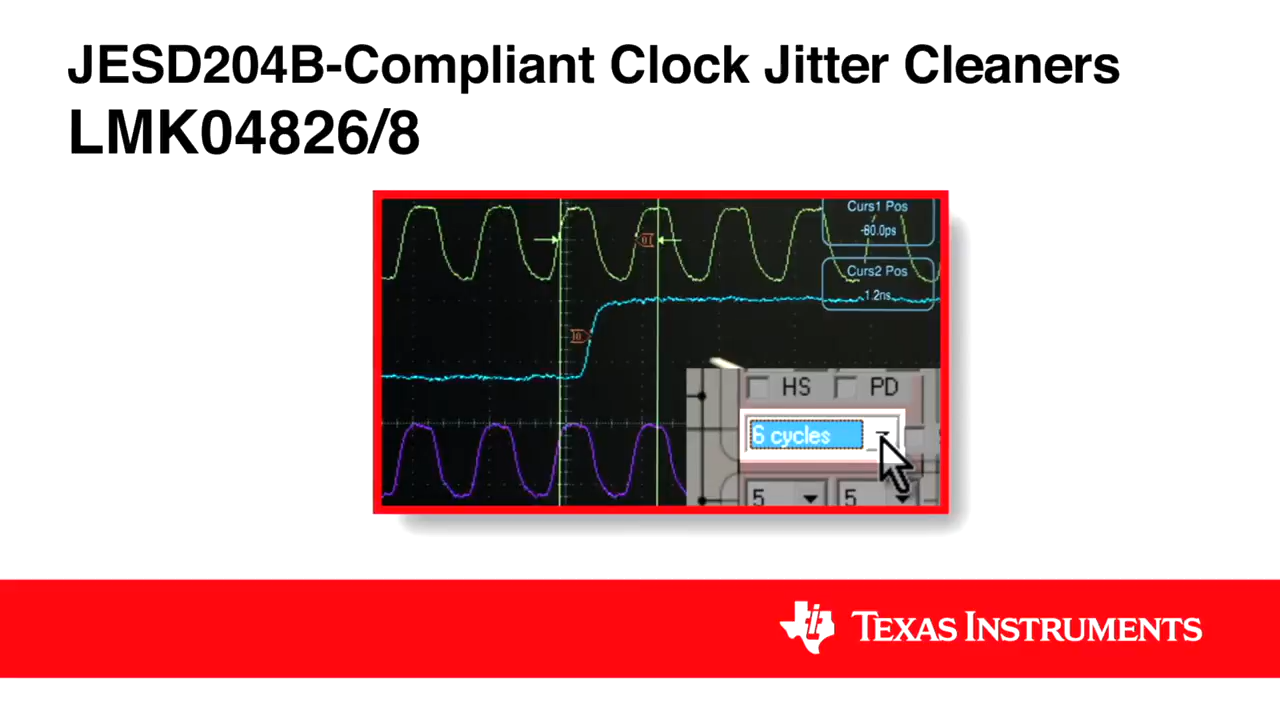 JESD204B-Compliant Clock Jitter Cleaners
LMK04826/8
Curs1 Pos
-80.0ps
Curs2 Pos
1.2ns
HS PD
6 cycles
5 5
TEXAS INSTRUMENTS